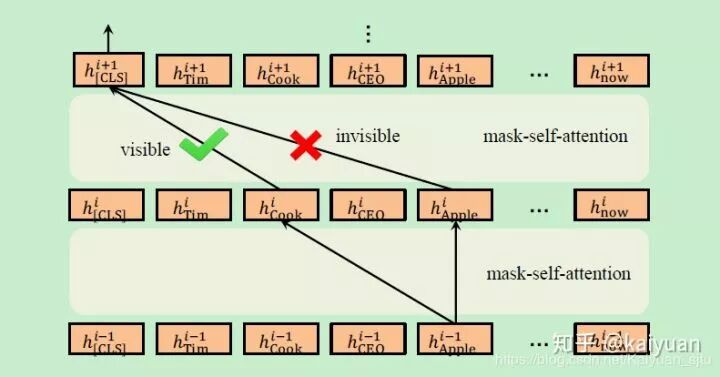 ⋮
h^{i+1}_{[CLS]} h^{i+1}_{Tim} h^{i+1}_{Cook} h^{i+1}_{CEO} h^{i+1}_{Apple} ... h^{i+1}_{now}
visible invisible mask-self-attention
h^{i}_{[CLS]} h^{i}_{Tim} h^{i}_{Cook} h^{i}_{CEO} h^{i}_{Apple} ... h^{i}_{now}
mask-self-attention
h^{i-1}_{[CLS]} h^{i-1}_{Tim} h^{i-1}_{Cook} h^{i-1}_{CEO} h^{i-1}_{Apple} ... h^{i-1}_{now}
知乎 @kaiyuan
https://blog.csdn.net/Kaiyuan_sjtu